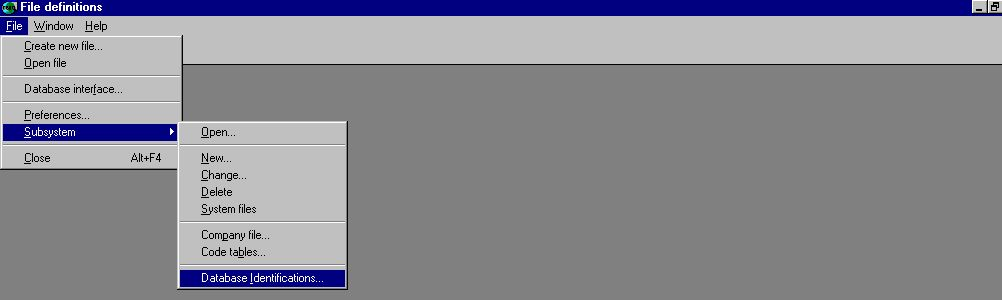 File definitions
File Window Help
Create new file...
Open file
Database interface...
Preferences...
Subsystem
Close Alt+F4
Open...
New...
Change...
Delete
System files
Company file...
Code tables...
Database Identifications...